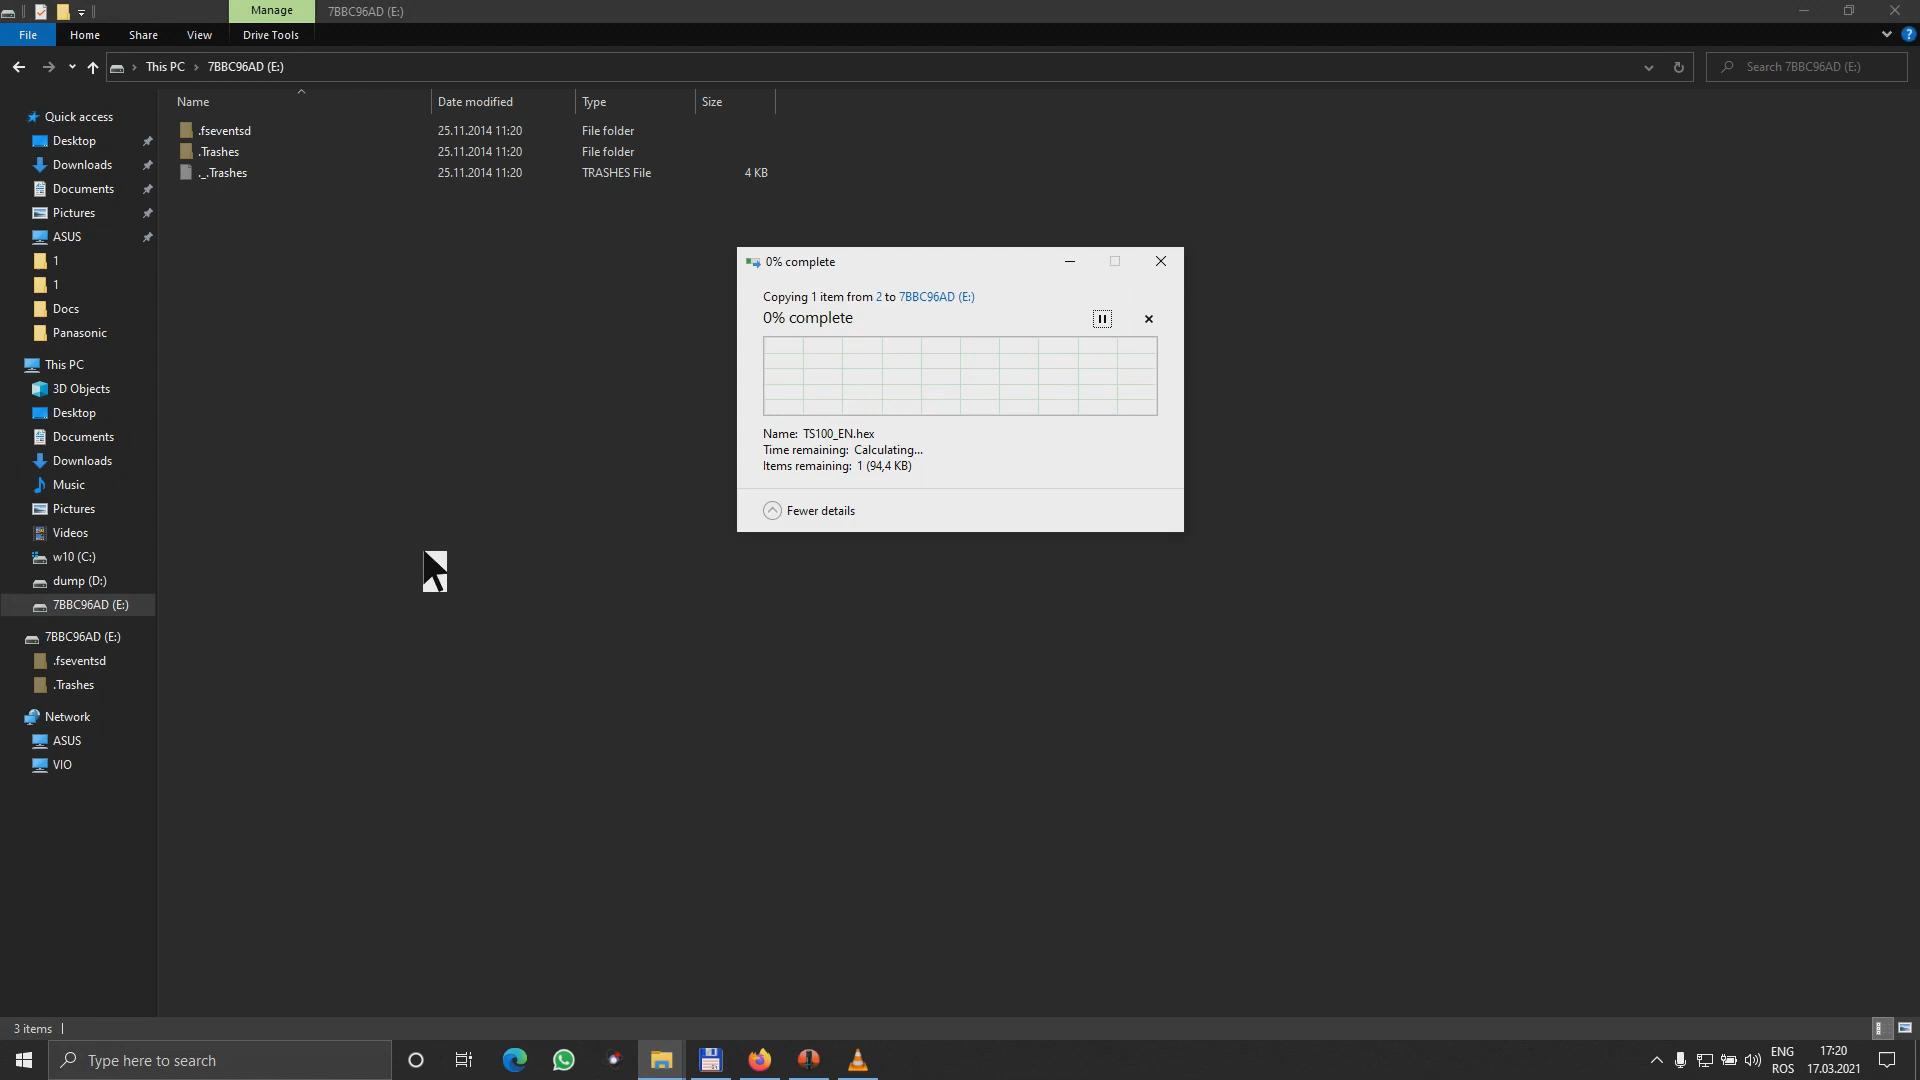 Manage
7BBC96AD (E:)
File
Home
Share
View
Drive Tools
This PC
7BBC96AD (E:)
Search 7BBC96AD (E:)
Name
Date modified
Type
Size
.fseventsd 25.11.2014 11:20 File folder
.Trashes 25.11.2014 11:20 File folder
._.Trashes 25.11.2014 11:20 TRASHES File 4 KB
Quick access
Desktop
Downloads
Documents
Pictures
ASUS
1
1
Docs
Panasonic
This PC
3D Objects
Desktop
Documents
Downloads
Music
Pictures
Videos
w10 (C:)
dump (D:)
7BBC96AD (E:)
7BBC96AD (E:)
.fseventsd
.Trashes
Network
ASUS
VIO
0% complete
Copying 1 item from 2 to 7BBC96AD (E:)
0% complete
Name: TS100_EN.hex
Time remaining: Calculating...
Items remaining: 1 (94,4 KB)
Fewer details
3 items
Type here to search
ENG
ROS
17:20
17.03.2021